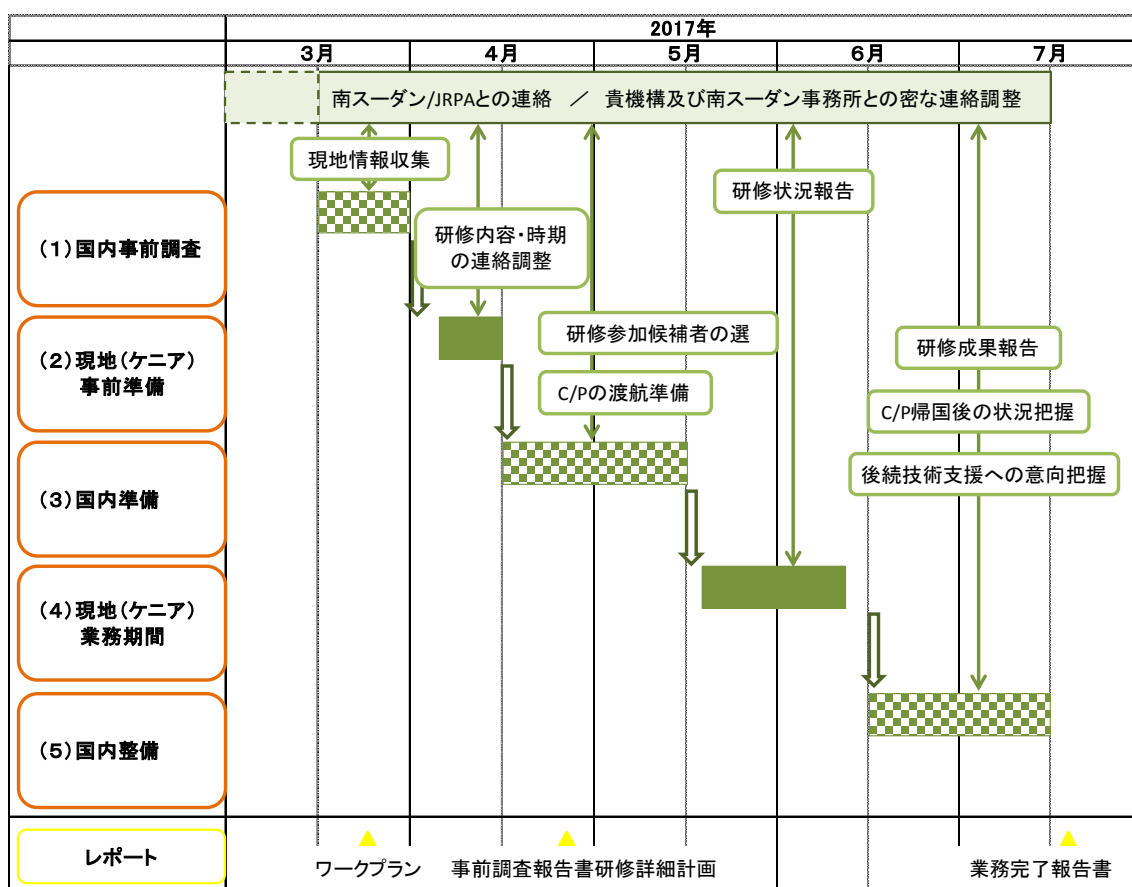 2017年
3月 4月 5月 6月 7月
南スーダン/JRPAとの連絡 ／ 貴機構及び南スーダン事務所との密な連絡調整
現地情報収集
研修状況報告
（1）国内事前調査
研修内容・時期
の連絡調整
（2）現地（ケニア）
事前準備
研修参加候補者の選
C/Pの渡航準備
研修成果報告
C/P帰国後の状況把握
後続技術支援への意向把握
（3）国内準備
（4）現地（ケニア）
業務期間
（5）国内整備
レポート
ワークプラン 事前調査報告書研修詳細計画 業務完了報告書